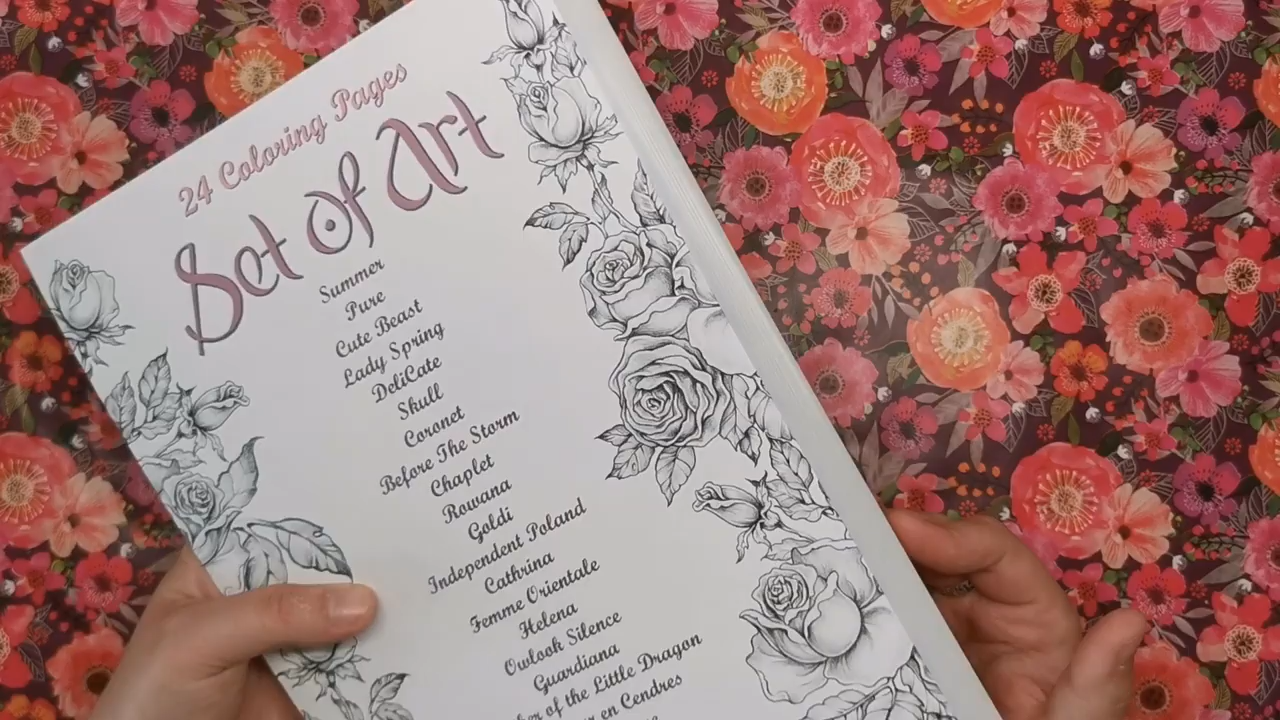 24 Coloring Pages
Set of Art
Summer
Pure
Cute Beast
Lady Spring
DeliCate
Skull
Coronet
Before The Storm
Chaplet
Rowana
Goldi
Independent Poland
Cathrina
Femme Orientale
Helena
Owlook Silence
Guardiana
of the Little Dragon
en Cendres